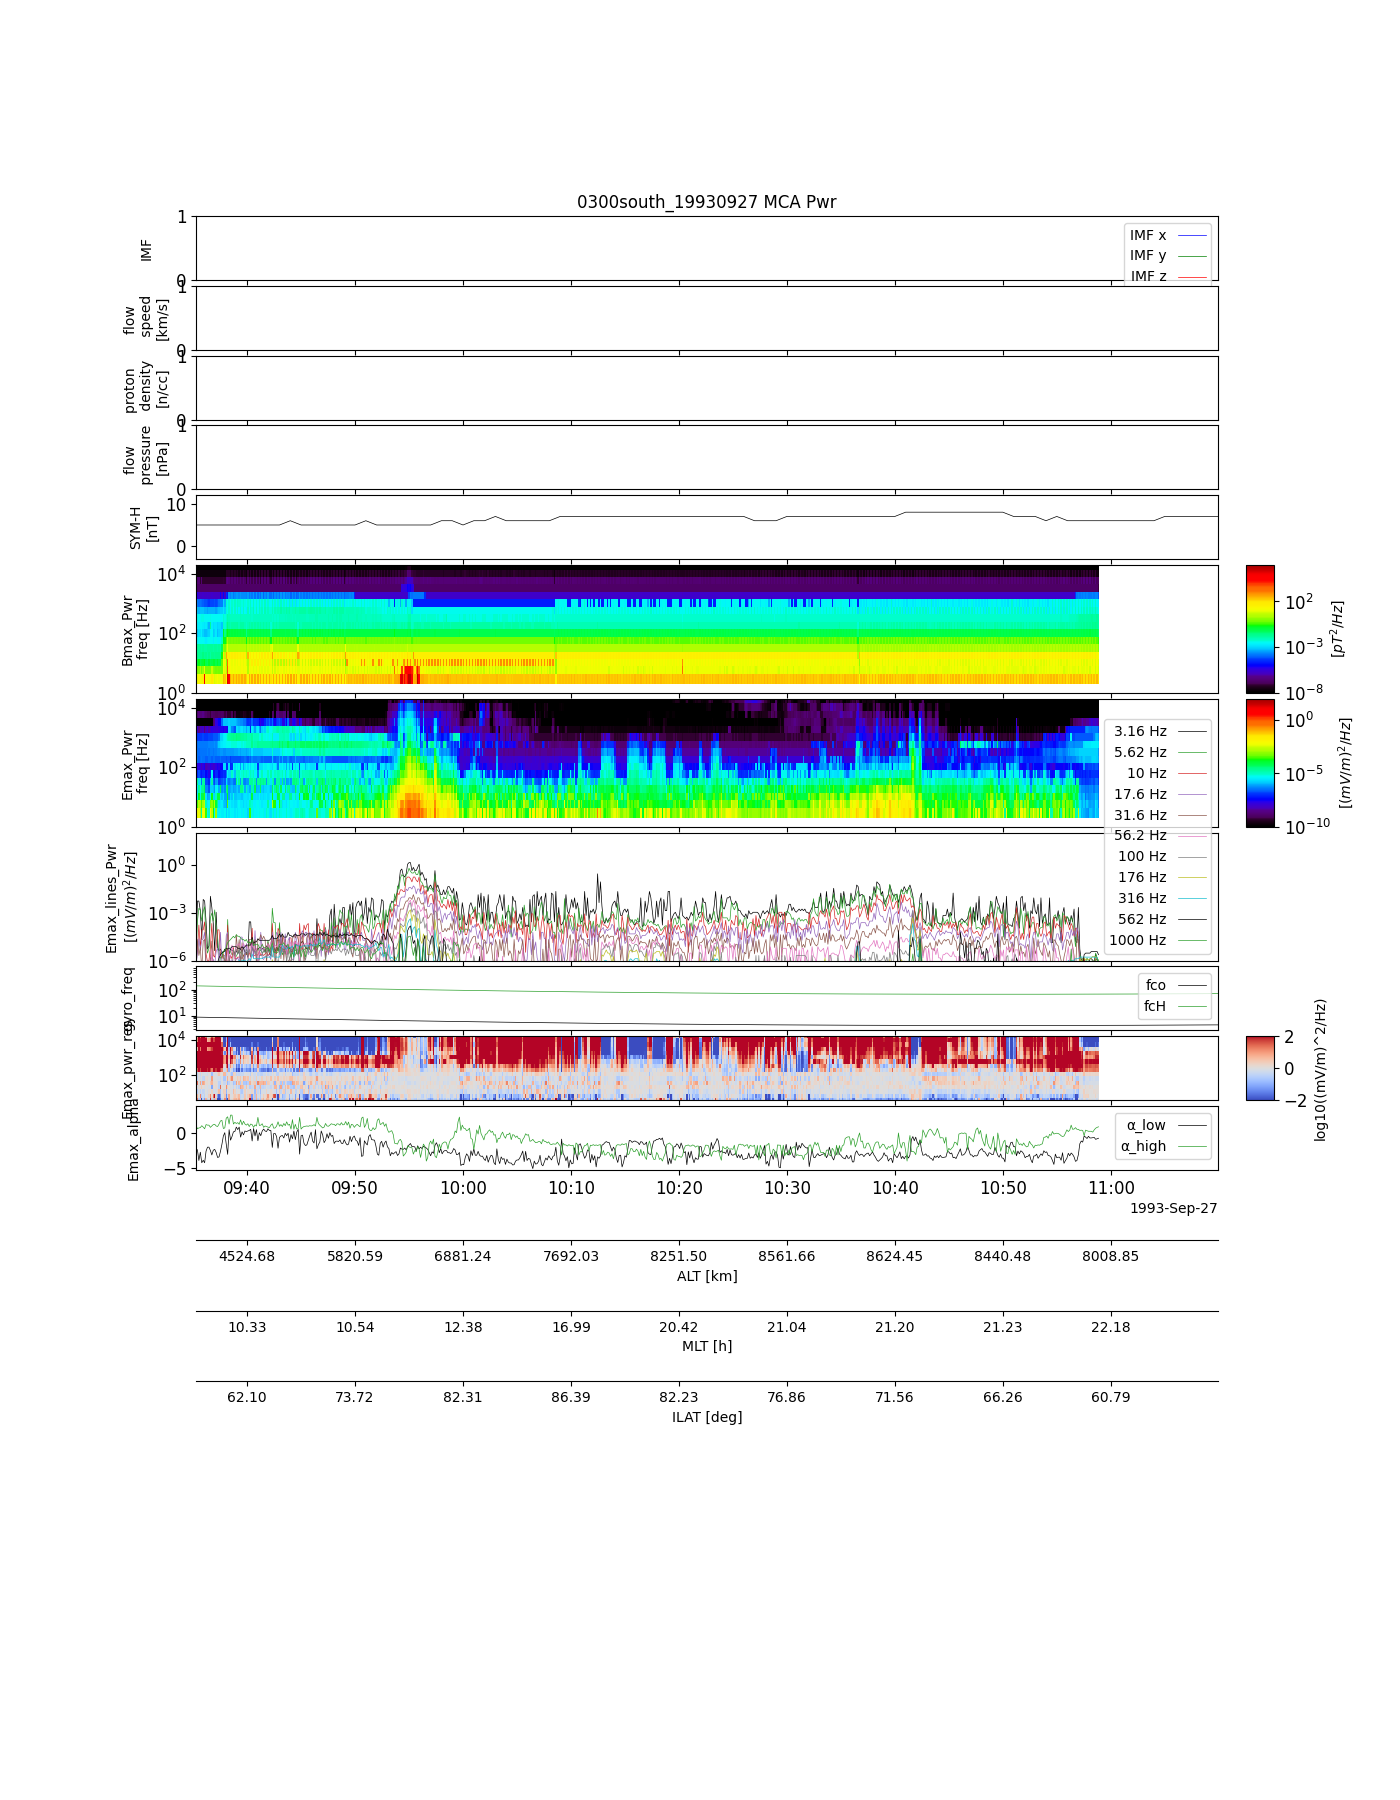 0300south_19930927 MCA Pwr
1
IMF
0
IMF x
IMF y
IMF z
1
flow
speed
[km/s]
0
1
proton
density
[n/cc]
0
1
flow
pressure
[nPa]
0
10
SYM-H
[nT]
0
10^4
Bmax_Pwr
freq [Hz]
10^2
10^0
10^2
10^-3
10^-8
[pT^2/Hz]
10^4
Emax_Pwr
freq [Hz]
10^2
10^0
10^0
10^-5
10^-10
[(mV/m)^2/Hz]
3.16 Hz
5.62 Hz
10 Hz
17.6 Hz
31.6 Hz
56.2 Hz
100 Hz
176 Hz
316 Hz
562 Hz
1000 Hz
Emax_lines_Pwr
[(mV/m)^2/Hz]
10^0
10^-3
10^-6
gyro_freq
10^2
10^1
fco
fcH
Emax_pwr_reg
10^4
10^2
2
0
−2
log10((mV/m)^2/Hz)
Emax_alpha
0
−5
α_low
α_high
09:40 09:50 10:00 10:10 10:20 10:30 10:40 10:50 11:00
1993-Sep-27
4524.68 5820.59 6881.24 7692.03 8251.50 8561.66 8624.45 8440.48 8008.85
ALT [km]
10.33 10.54 12.38 16.99 20.42 21.04 21.20 21.23 22.18
MLT [h]
62.10 73.72 82.31 86.39 82.23 76.86 71.56 66.26 60.79
ILAT [deg]